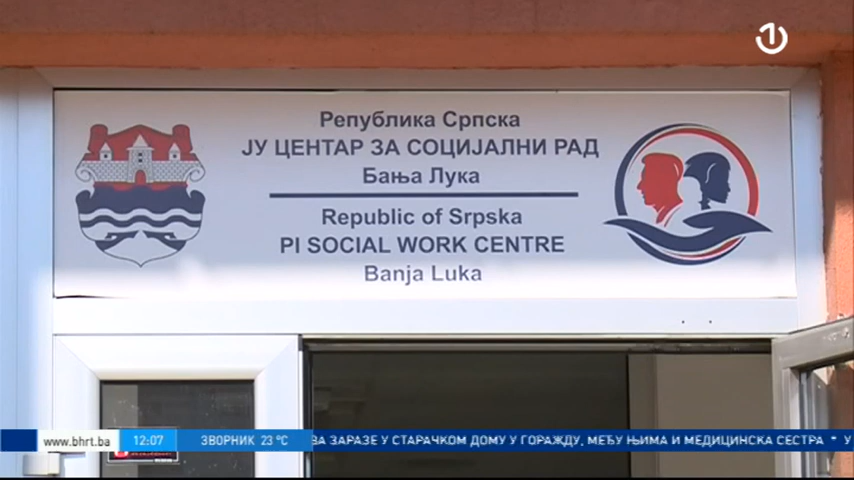 Република Српска
ЈУ ЦЕНТАР ЗА СОЦИЈАЛНИ РАД
Бања Лука
Republic of Srpska
PI SOCIAL WORK CENTRE
Banja Luka
www.bhrt.ba 12:07 ЗВОРНИК 23°C ВА ЗАРАЗЕ У СТАРАЧКОМ ДОМУ У ГОРАЖДУ, МЕЂУ ЊИМА И МЕДИЦИНСКА СЕСТРА * У